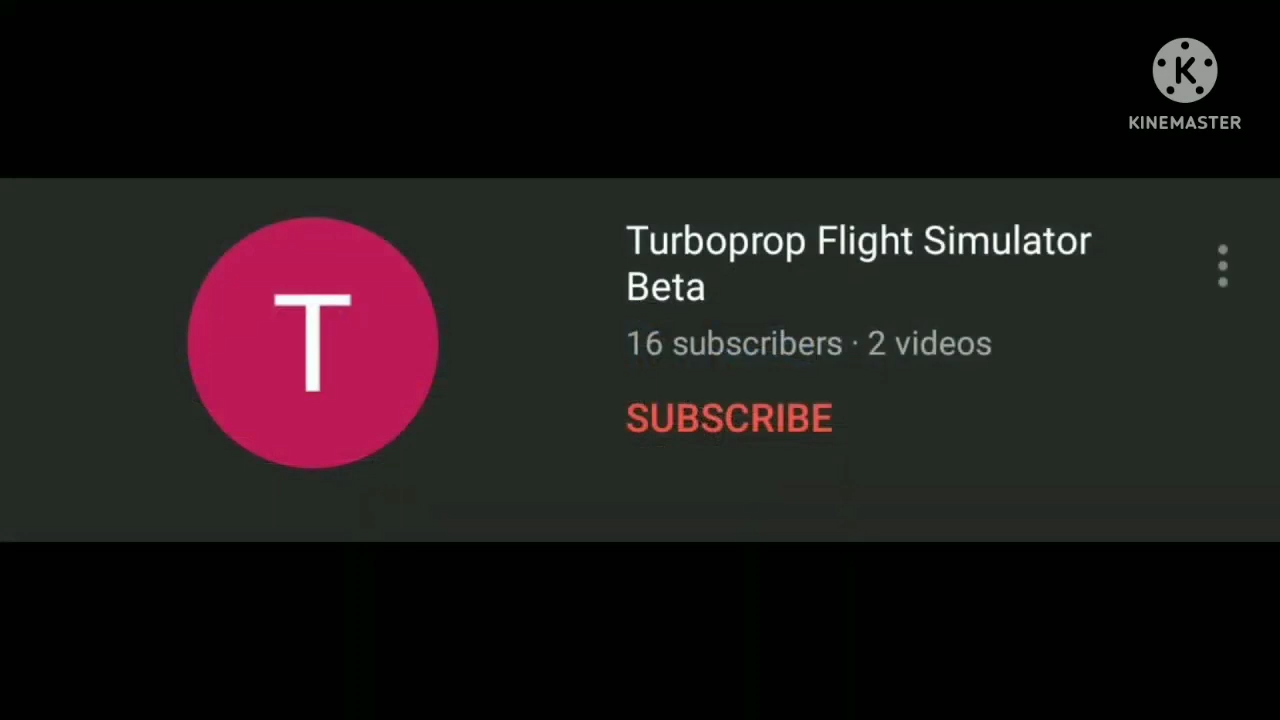 K
KINEMASTER
T
Turboprop Flight Simulator
Beta
16 subscribers · 2 videos
SUBSCRIBE